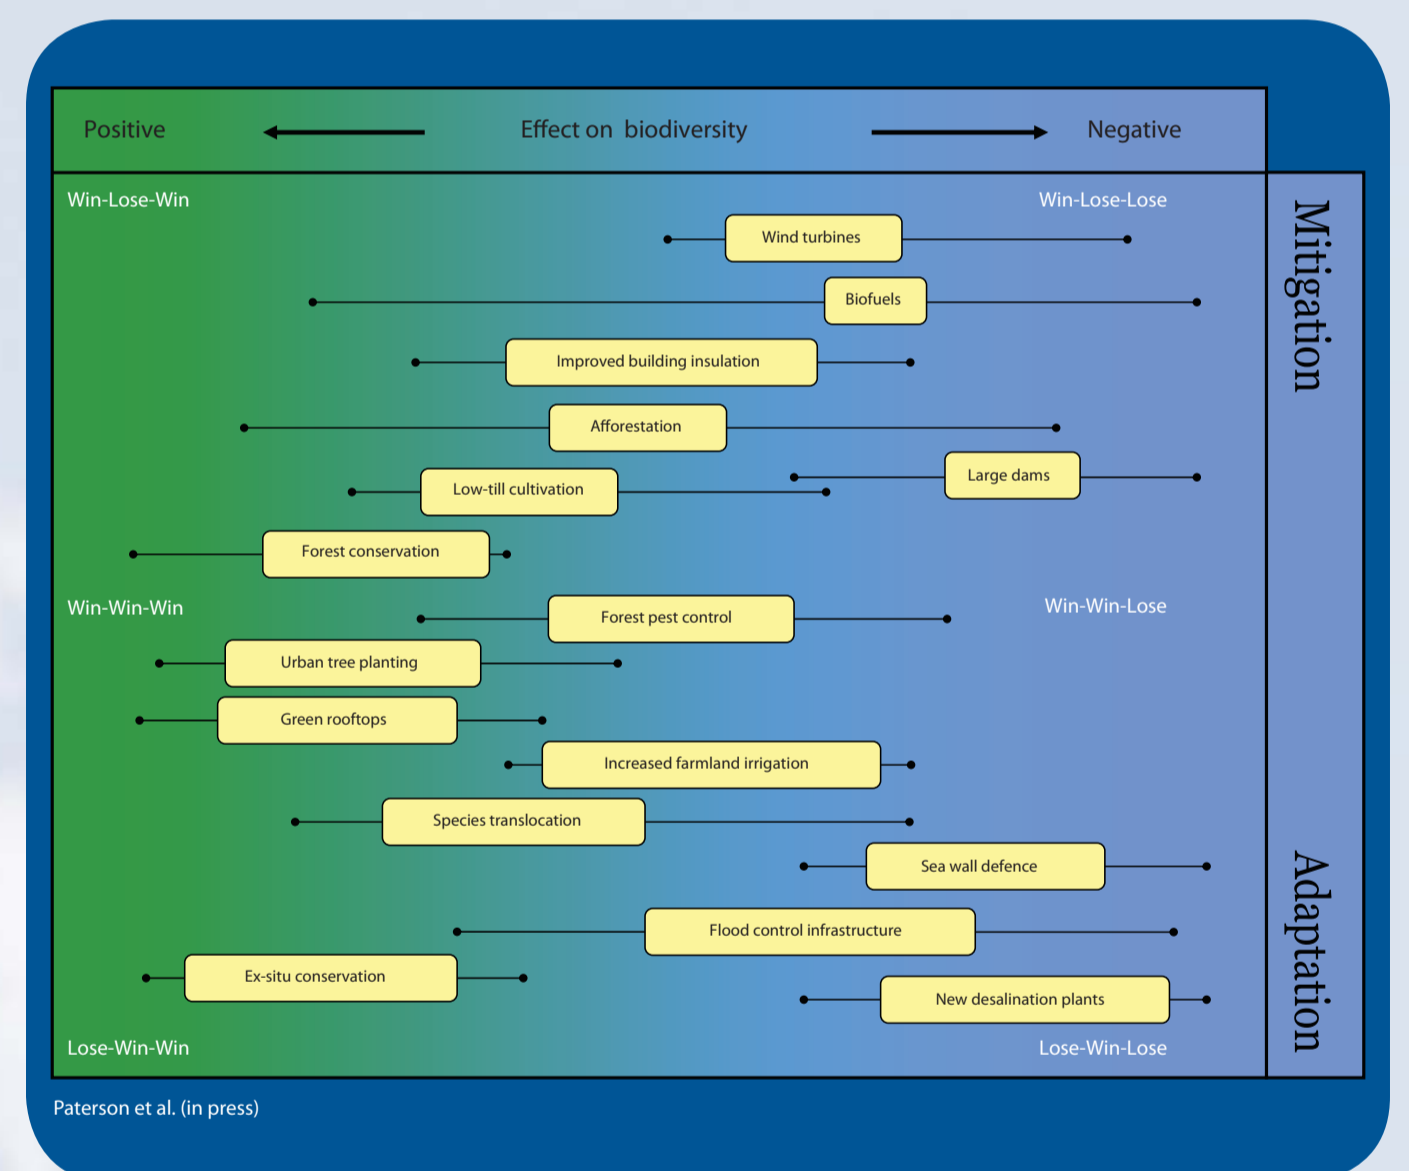 Positive
Effect on biodiversity
Negative
Win-Lose-Win
Win-Lose-Lose
Mitigation
Wind turbines
Biofuels
Improved building insulation
Afforestation
Large dams
Low-till cultivation
Forest conservation
Win-Win-Win
Win-Win-Lose
Forest pest control
Urban tree planting
Green rooftops
Increased farmland irrigation
Species translocation
Adaptation
Sea wall defence
Flood control infrastructure
Ex-situ conservation
New desalination plants
Lose-Win-Win
Lose-Win-Lose
Paterson et al. (in press)